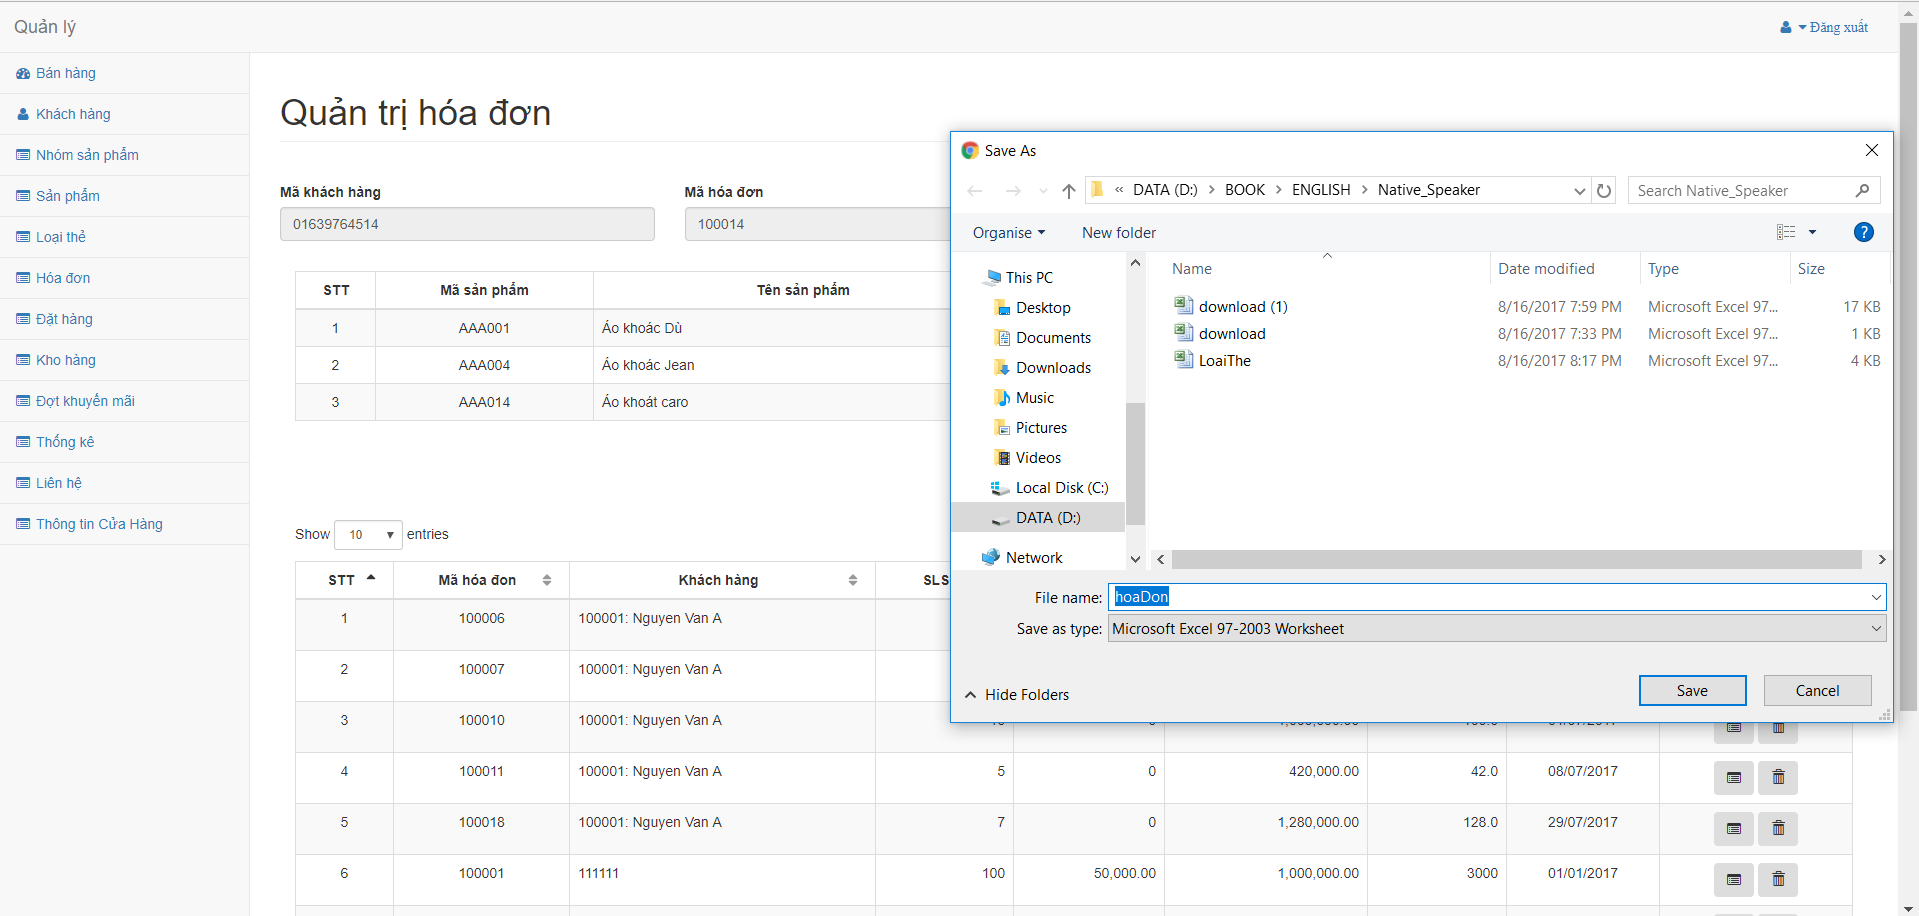 Quản lý
Đăng xuất
Bán hàng
Khách hàng
Nhóm sản phẩm
Sản phẩm
Loại thẻ
Hóa đơn
Đặt hàng
Kho hàng
Đợt khuyến mãi
Thống kê
Liên hệ
Thông tin Cửa Hàng
Quản trị hóa đơn
Mã khách hàng Mã hóa đơn
01639764514 100014
STT Mã sản phẩm Tên sản phẩm
1 AAA001 Áo khoác Dù
2 AAA004 Áo khoác Jean
3 AAA014 Áo khoát caro
Show 10 entries
STT Mã hóa đon Khách hàng SLS
1 100006 100001: Nguyen Van A
2 100007 100001: Nguyen Van A
3 100010 100001: Nguyen Van A
4 100011 100001: Nguyen Van A 5 0 420,000.00 42.0 08/07/2017
5 100018 100001: Nguyen Van A 7 0 1,280,000.00 128.0 29/07/2017
6 100001 111111 100 50,000.00 1,000,000.00 3000 01/01/2017
Save As
« DATA (D:) > BOOK > ENGLISH > Native_Speaker
Search Native_Speaker
Organise New folder
?
This PC
Desktop
Documents
Downloads
Music
Pictures
Videos
Local Disk (C:)
DATA (D:)
Network
Name Date modified Type Size
download (1) 8/16/2017 7:59 PM Microsoft Excel 97... 17 KB
download 8/16/2017 7:33 PM Microsoft Excel 97... 1 KB
LoaiThe 8/16/2017 8:17 PM Microsoft Excel 97... 4 KB
File name: hoaDon
Save as type: Microsoft Excel 97-2003 Worksheet
Hide Folders
Save
Cancel